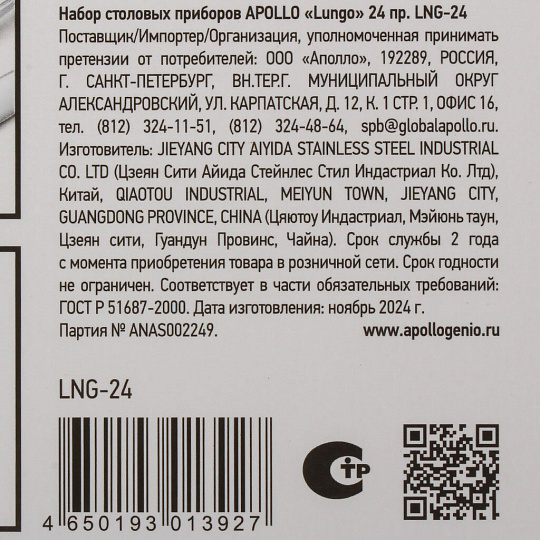 Набор столовых приборов APOLLO «Lungo» 24 пр. LNG-24
Поставщик/Импортер/Организация, уполномоченная принимать
претензии от потребителей: ООО «Аполло», 192289, РОССИЯ,
Г. САНКТ-ПЕТЕРБУРГ, ВН.ТЕР.Г. МУНИЦИПАЛЬНЫЙ ОКРУГ
АЛЕКСАНДРОВСКИЙ, УЛ. КАРПАТСКАЯ, Д. 12, К. 1 СТР. 1, ОФИС 16,
тел. (812) 324-11-51, (812) 324-48-64, spb@globalapollo.ru.
Изготовитель: JIEYANG CITY AIYIDA STAINLESS STEEL INDUSTRIAL
CO. LTD (Цзеян Сити Айида Стейнлес Стил Индастриал Ко. Лтд),
Китай, QIAOTOU INDUSTRIAL, MEIYUN TOWN, JIEYANG CITY,
GUANGDONG PROVINCE, CHINA (Цяютоу Индастриал, Мэйюнь таун,
Цзеян сити, Гуандун Провинс, Чайна). Срок службы 2 года
с момента приобретения товара в розничной сети. Срок годности
не ограничен. Соответствует в части обязательных требований:
ГОСТ Р 51687-2000. Дата изготовления: ноябрь 2024 г.
Партия № ANAS002249. www.apollogenio.ru
LNG-24
4 650193 013927
СТР